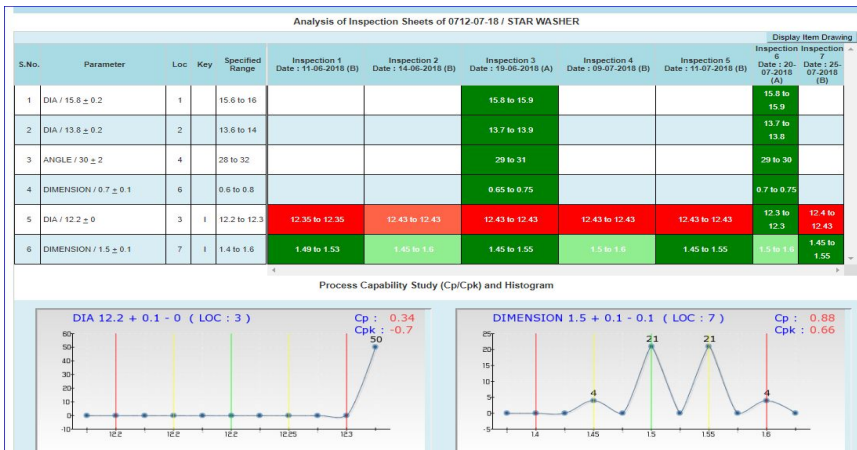 Analysis of Inspection Sheets of 0712-07-18 / STAR WASHER
Display Item Drawing
S.No. Parameter Loc Key Specified Range Inspection 1 Date : 11-06-2018 (B) Inspection 2 Date : 14-06-2018 (B) Inspection 3 Date : 19-06-2018 (A) Inspection 4 Date : 09-07-2018 (B) Inspection 5 Date : 11-07-2018 (B) Inspection 6 Date : 20-07-2018 (A) Inspection 7 Date : 25-07-2018 (B)
1 DIA / 15.8 ± 0.2 1 15.6 to 16 15.8 to 15.9 15.8 to 15.9
2 DIA / 13.8 ± 0.2 2 13.6 to 14 13.7 to 13.9 13.7 to 13.8
3 ANGLE / 30 ± 2 4 28 to 32 29 to 31 29 to 30
4 DIMENSION / 0.7 ± 0.1 6 0.6 to 0.8 0.65 to 0.75 0.7 to 0.75
5 DIA / 12.2 ± 0 3 I 12.2 to 12.3 12.35 to 12.35 12.43 to 12.43 12.43 to 12.43 12.43 to 12.43 12.43 to 12.43 12.3 to 12.3 12.4 to 12.43
6 DIMENSION / 1.5 ± 0.1 7 I 1.4 to 1.6 1.49 to 1.53 1.45 to 1.6 1.45 to 1.55 1.5 to 1.6 1.45 to 1.55 1.5 to 1.6 1.45 to 1.55
Process Capability Study (Cp/Cpk) and Histogram
DIA 12.2 + 0.1 - 0 ( LOC : 3 ) Cp : 0.34
Cpk : -0.7
60
50
50
40
30
20
10
0
-10
12.2 12.2 12.2 12.25 12.3
DIMENSION 1.5 + 0.1 - 0.1 ( LOC : 7 ) Cp : 0.88
Cpk : 0.66
25
21 21
20
15
10
5
4 4
0
-5
1.4 1.45 1.5 1.55 1.6